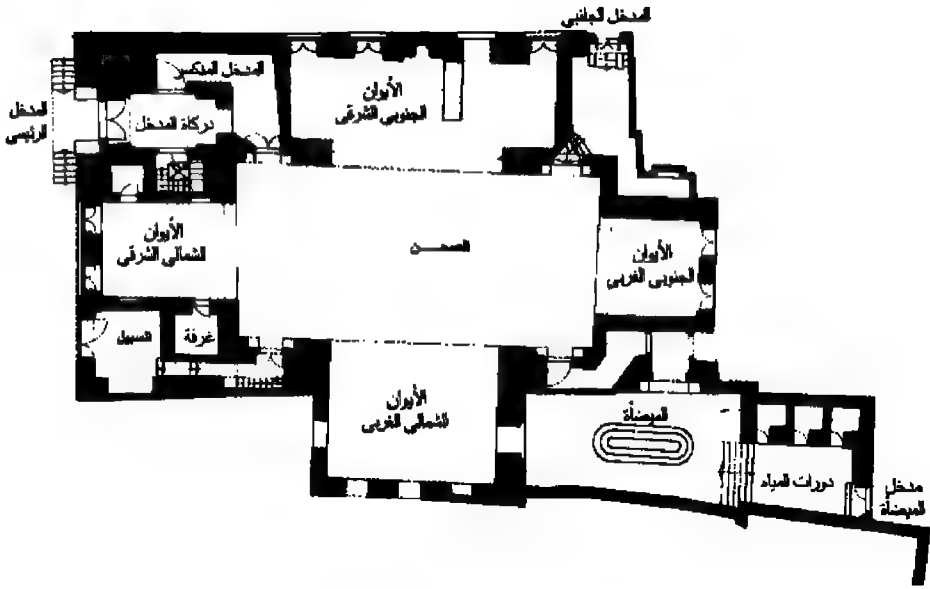 المدخل الجانبي
المدخل المنكسر
الأيوان
الجنوبي الشرقي
المدخل
الرئيسي
دركاة المدخل
الأيوان
الشمالي الشرقي
الصحـــن
الأيوان
الجنوبي الغربي
السبيل
غرفة
الأيوان
الشمالي الغربي
الميضأة
دورات المياه
مدخل
الميضأة